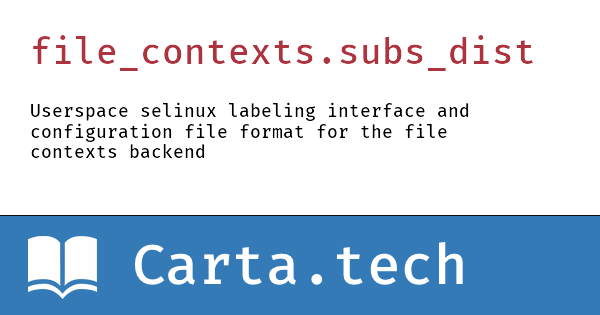 file_contexts.subs_dist
Userspace selinux labeling interface and
configuration file format for the file
contexts backend
Carta.tech